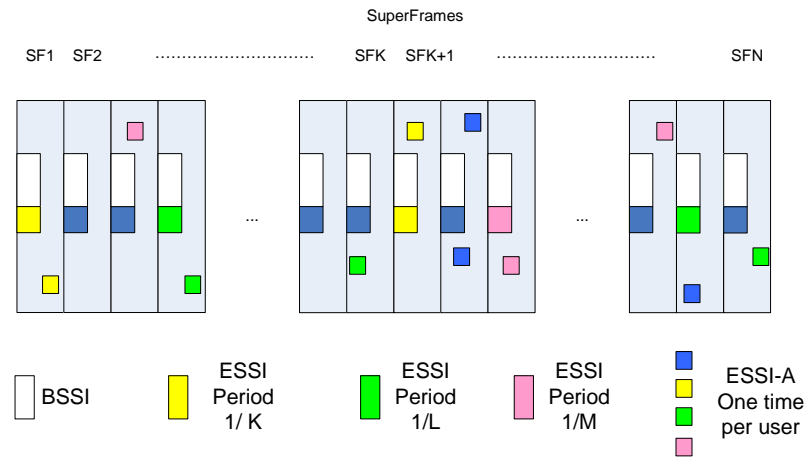 SuperFrames
SF1 SF2 ............................. SFK SFK+1 ............................. SFN
... ...
BSSI
ESSI
Period
1/ K
ESSI
Period
1/L
ESSI
Period
1/M
ESSI-A
One time
per user